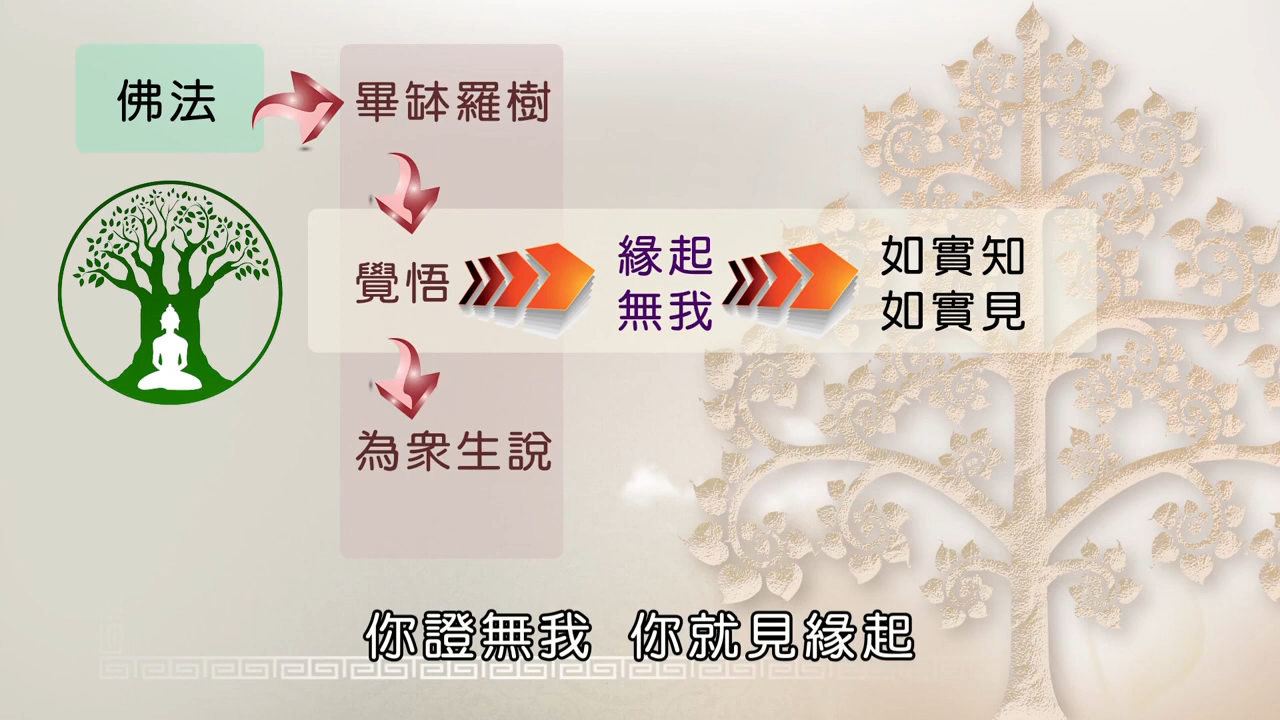 佛法
畢缽羅樹
覺悟
緣起
無我
如實知
如實見
為眾生說
你證無我 你就見緣起